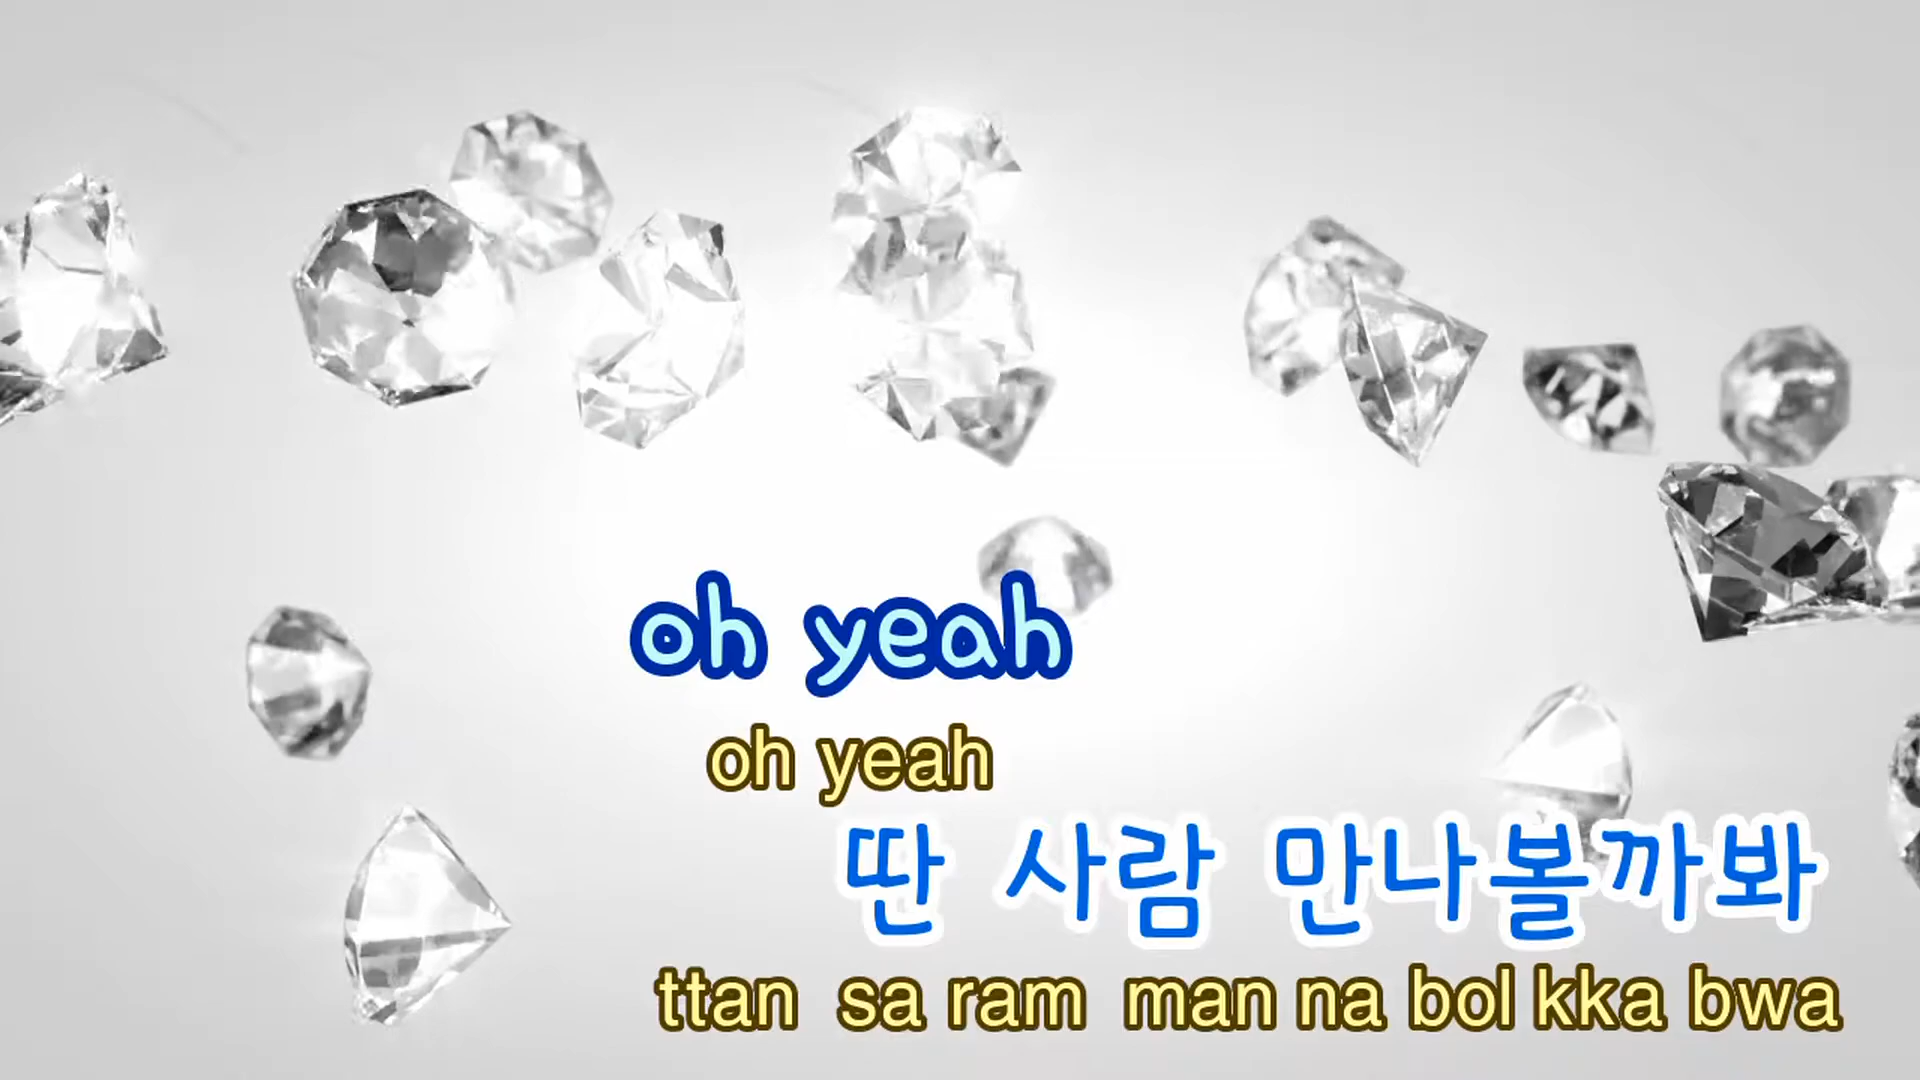 oh yeah
oh yeah
딴 사람 만나볼까봐
ttan sa ram man na bol kka bwa